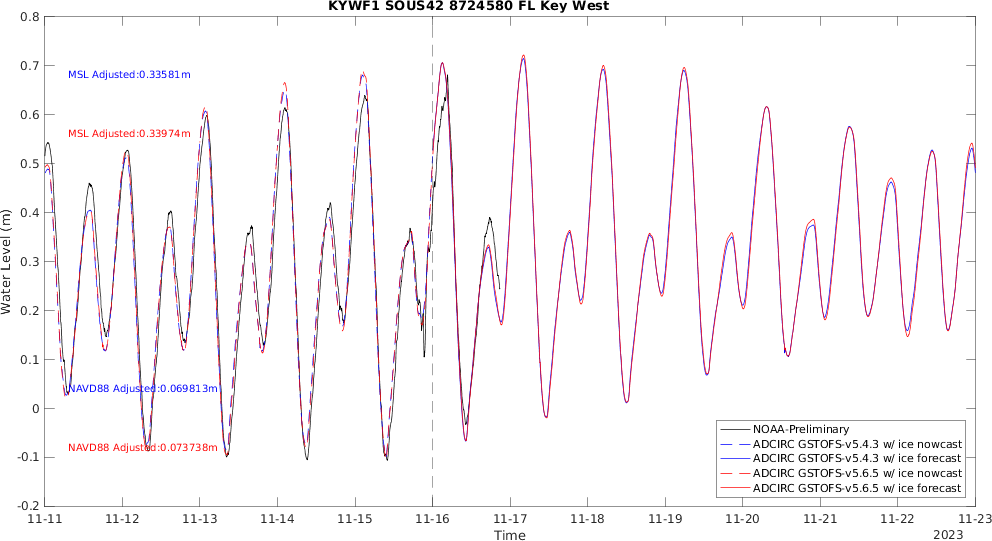 KYWF1 SOUS42 8724580 FL Key West
Water Level (m)
0.8
0.7
0.6
0.5
0.4
0.3
0.2
0.1
0
-0.1
-0.2
MSL Adjusted:0.33581m
MSL Adjusted:0.33974m
NAVD88 Adjusted:0.069813m
NAVD88 Adjusted:0.073738m
NOAA-Preliminary
ADCIRC GSTOFS-v5.4.3 w/ ice nowcast
ADCIRC GSTOFS-v5.4.3 w/ ice forecast
ADCIRC GSTOFS-v5.6.5 w/ ice nowcast
ADCIRC GSTOFS-v5.6.5 w/ ice forecast
11-11 11-12 11-13 11-14 11-15 11-16 11-17 11-18 11-19 11-20 11-21 11-22 11-23
Time
2023